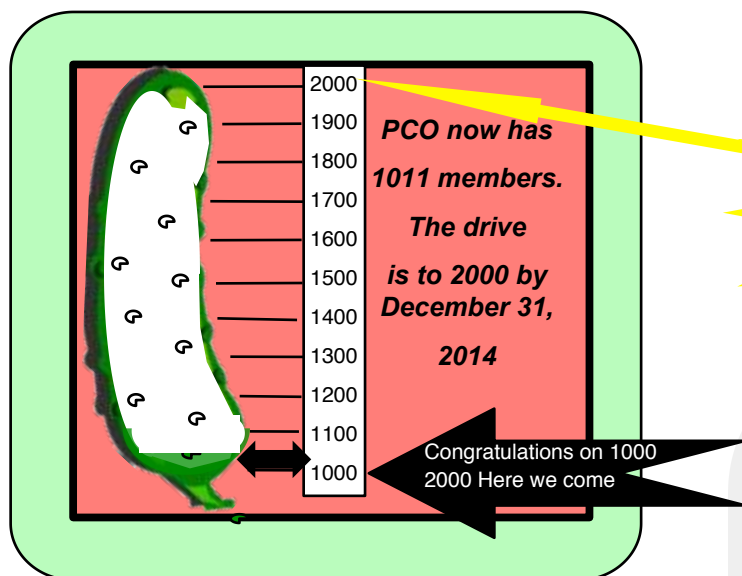 2000
1900
1800
1700
1600
1500
1400
1300
1200
1100
1000
PCO now has
1011 members.
The drive
is to 2000 by
December 31,
2014
Congratulations on 1000
2000 Here we come